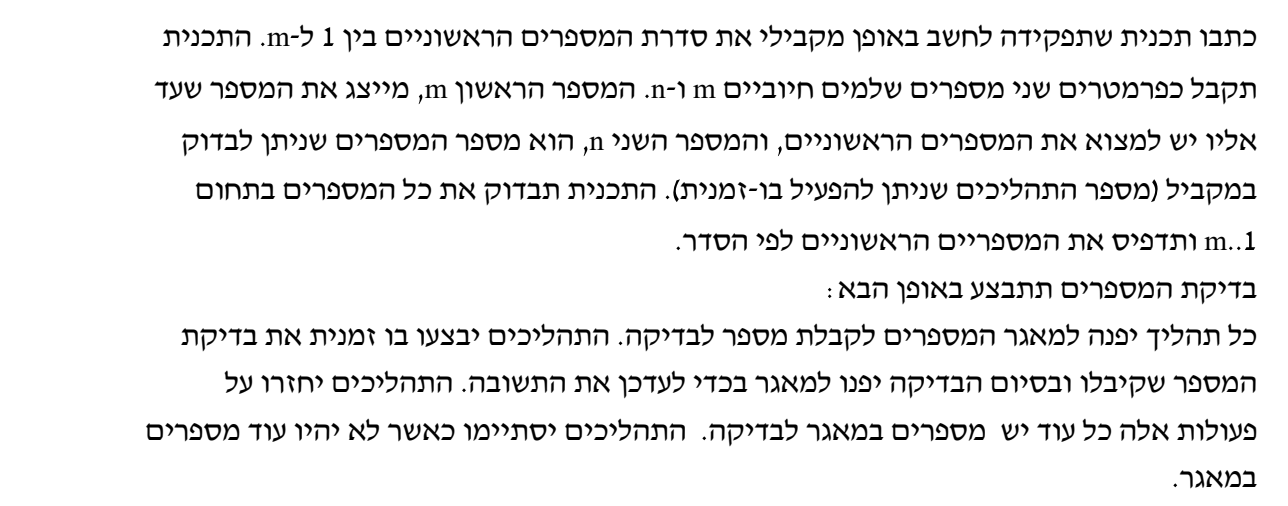 כתבו תכנית שתפקידה לחשב באופן מקבילי את סדרת המספרים הראשוניים בין 1 ל-m. התכנית
תקבל כפרמטרים שני מספרים שלמים חיוביים m ו-n. המספר הראשון m, מייצג את המספר שעד
אליו יש למצוא את המספרים הראשוניים, והמספר השני n, הוא מספר המספרים שניתן לבדוק
במקביל (מספר התהליכים שניתן להפעיל בו-זמנית). התכנית תבדוק את כל המספרים בתחום
1..m ותדפיס את המספריים הראשוניים לפי הסדר.
בדיקת המספרים תתבצע באופן הבא:
כל תהליך יפנה למאגר המספרים לקבלת מספר לבדיקה. התהליכים יבצעו בו זמנית את בדיקת
המספר שקיבלו ובסיום הבדיקה יפנו למאגר בכדי לעדכן את התשובה. התהליכים יחזרו על
פעולות אלה כל עוד יש מספרים במאגר לבדיקה. התהליכים יסתיימו כאשר לא יהיו עוד מספרים
במאגר.